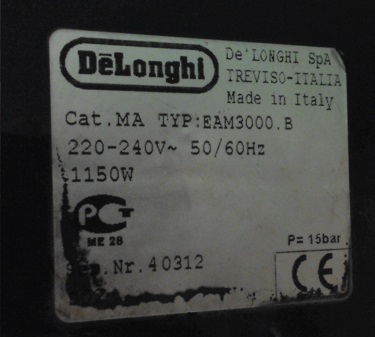 DeLonghi
De'LONGHI SpA
TREVISO-ITALIA
Made in Italy
Cat.MA TYP:EAM3000.B
220-240V~ 50/60Hz
1150W
PCT
ME 28
P= 15bar
Nr.40312
CE